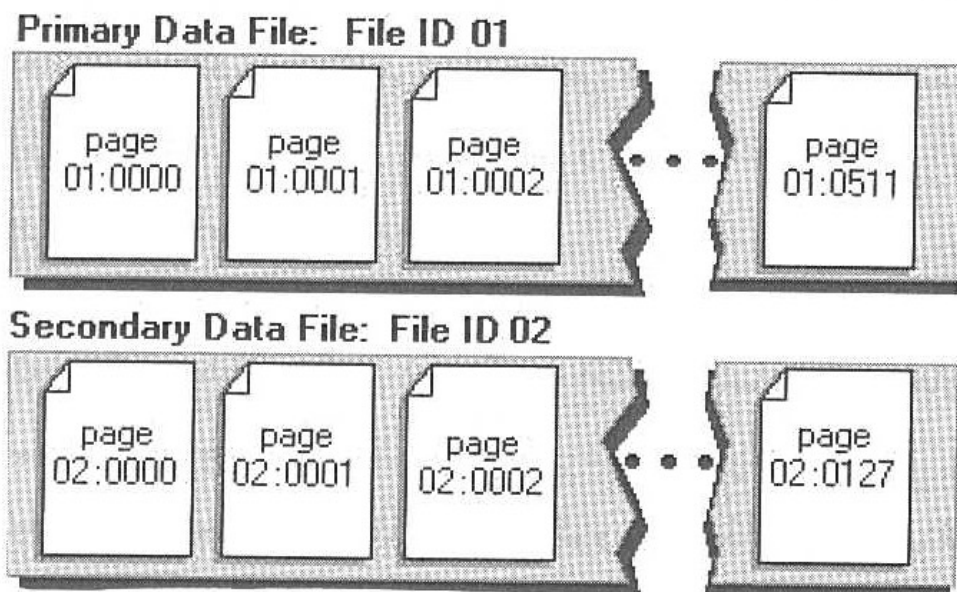 Primary Data File: File ID 01
page
01:0000
page
01:0001
page
01:0002
page
01:0511
Secondary Data File: File ID 02
page
02:0000
page
02:0001
page
02:0002
page
02:0127